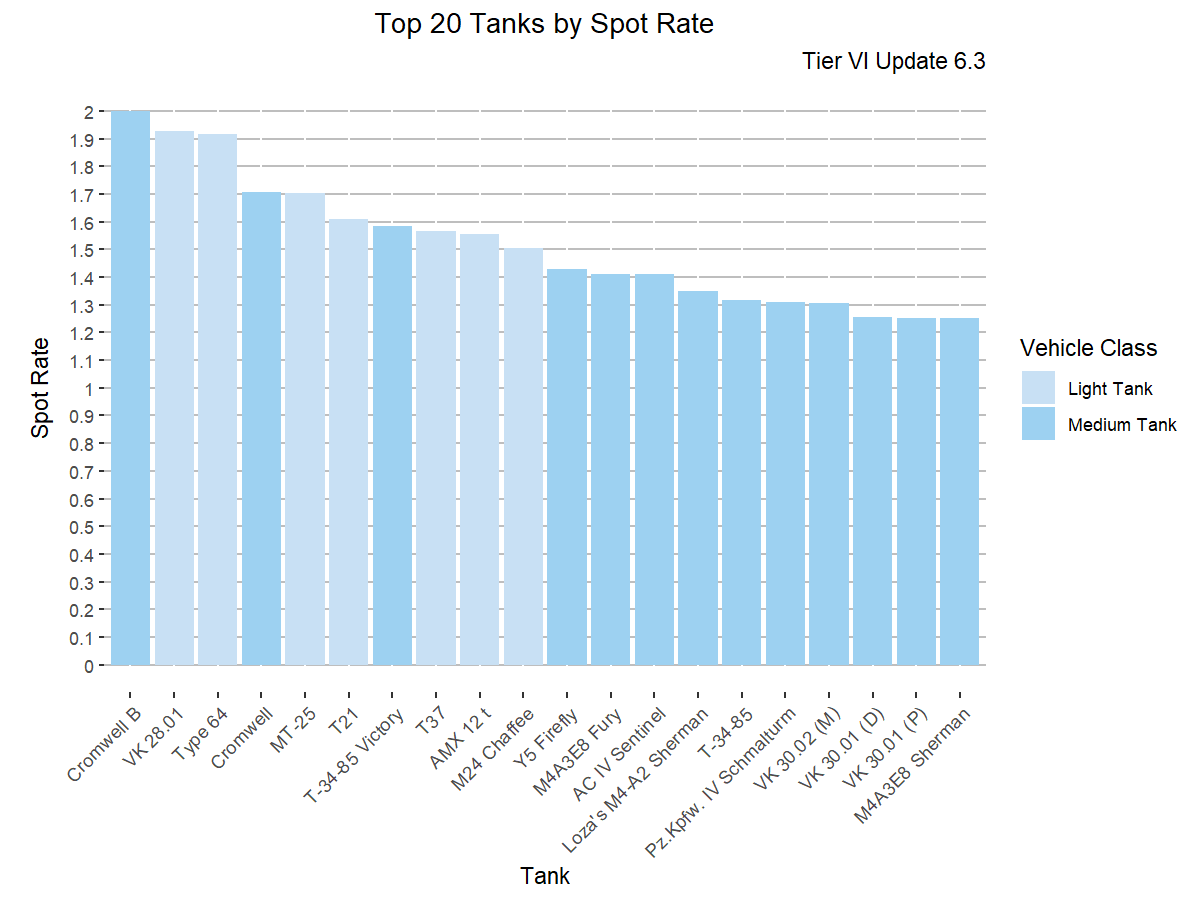 Top 20 Tanks by Spot Rate
Tier VI Update 6.3
2
1.9
1.8
1.7
1.6
1.5
1.4
1.3
1.2
1.1
1
0.9
0.8
0.7
0.6
0.5
0.4
0.3
0.2
0.1
0
Spot Rate
Cromwell B
VK 28.01
Type 64
Cromwell
MT-25
T21
T-34-85 Victory
T37
AMX 12 t
M24 Chaffee
Y5 Firefly
M4A3E8 Fury
AC IV Sentinel
Loza's M4-A2 Sherman
T-34-85
Pz.Kpfw. IV Schmalturm
VK 30.02 (M)
VK 30.01 (D)
VK 30.01 (P)
M4A3E8 Sherman
Tank
Vehicle Class
Light Tank
Medium Tank